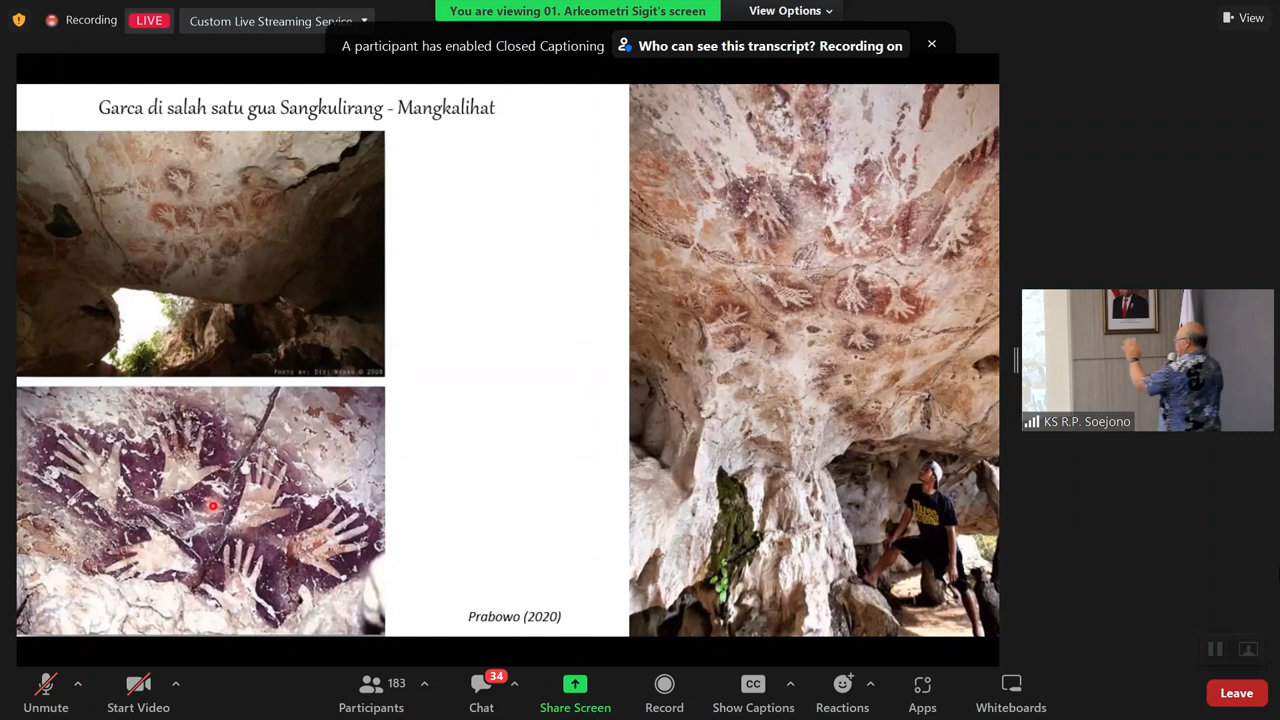 Recording
LIVE
Custom Live Streaming Service
You are viewing 01. Arkeometri Sigit's screen
View Options
View
A participant has enabled Closed Captioning
Who can see this transcript? Recording on
Garca di salah satu gua Sangkulirang - Mangkalihat
Prabowo (2020)
KS R.P. Soejono
Unmute
Start Video
183
Participants
34
Chat
Share Screen
Record
CC
Show Captions
Reactions
Apps
Whiteboards
Leave